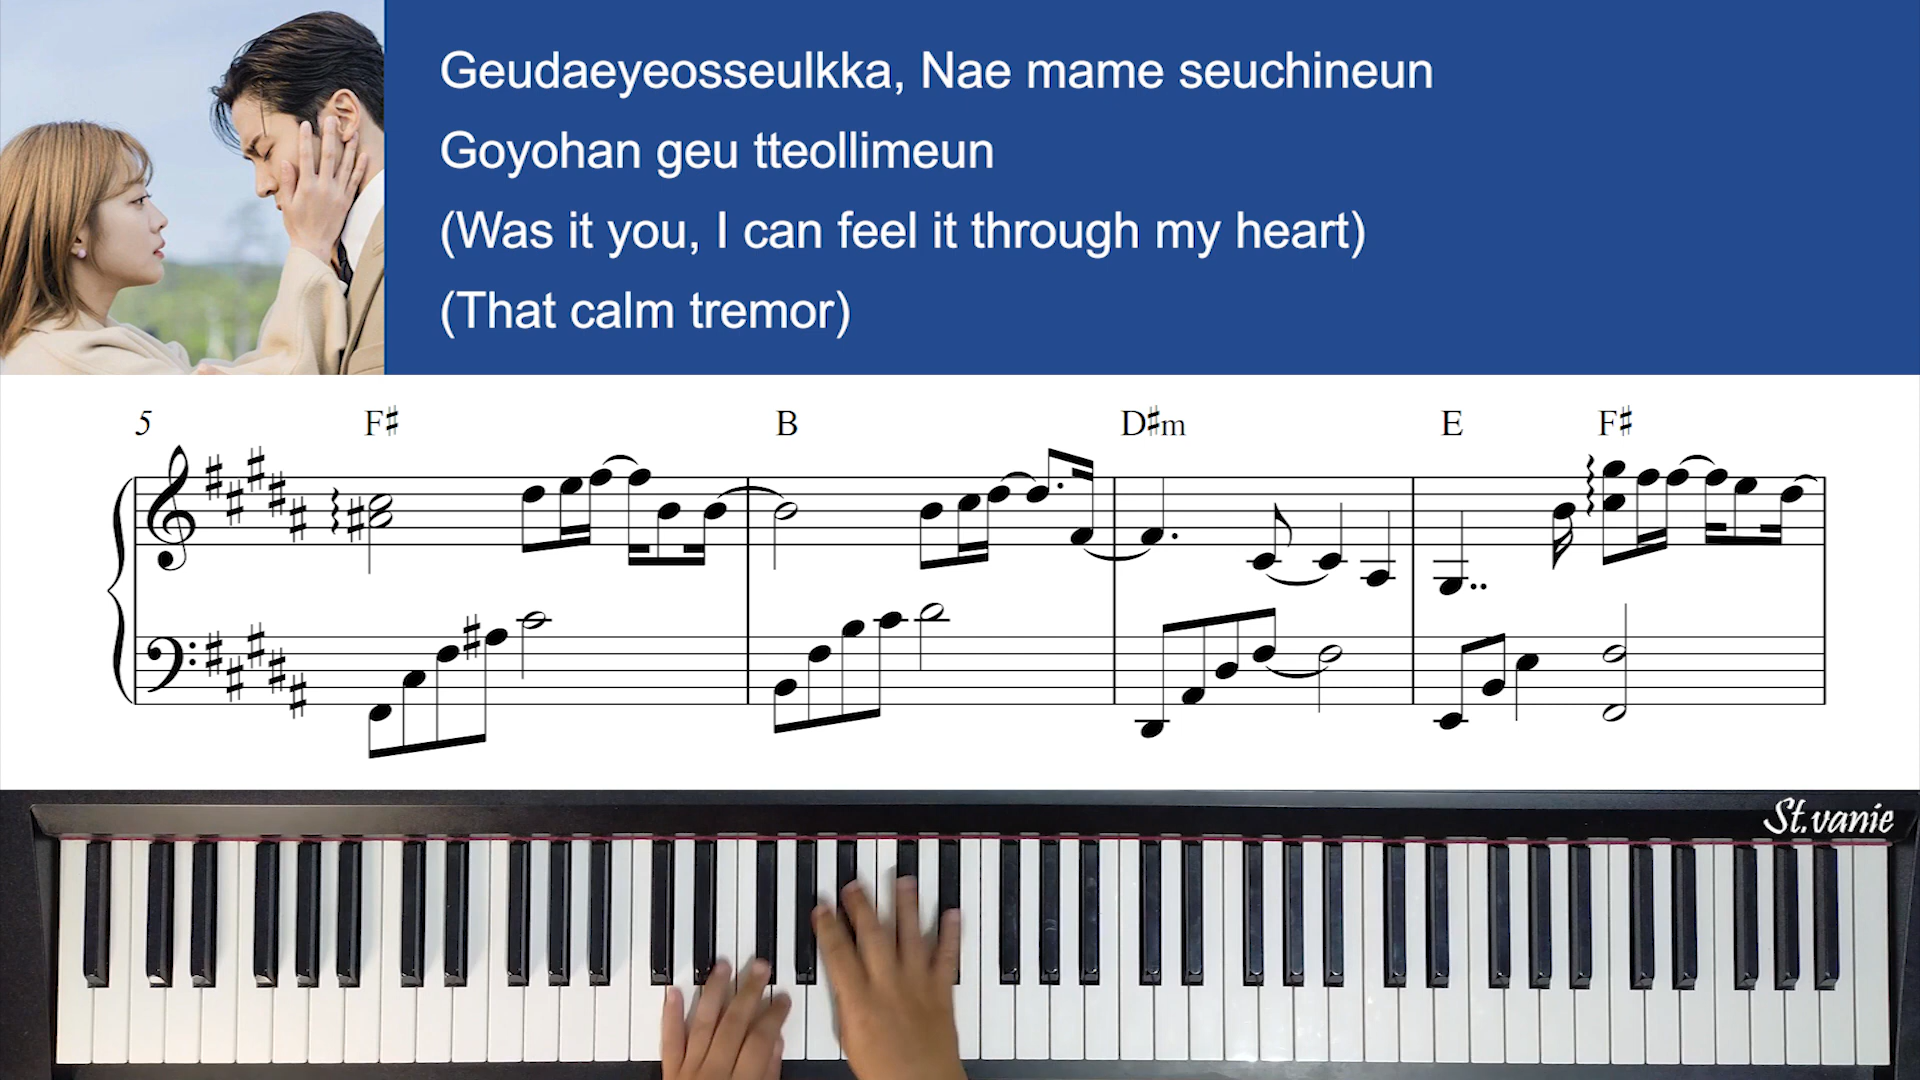 Geudaeyeosseulkka, Nae mame seuchineun
Goyohan geu tteollimeun
(Was it you, I can feel it through my heart)
(That calm tremor)
5 F♯ B D♯m E F♯
St.vanie